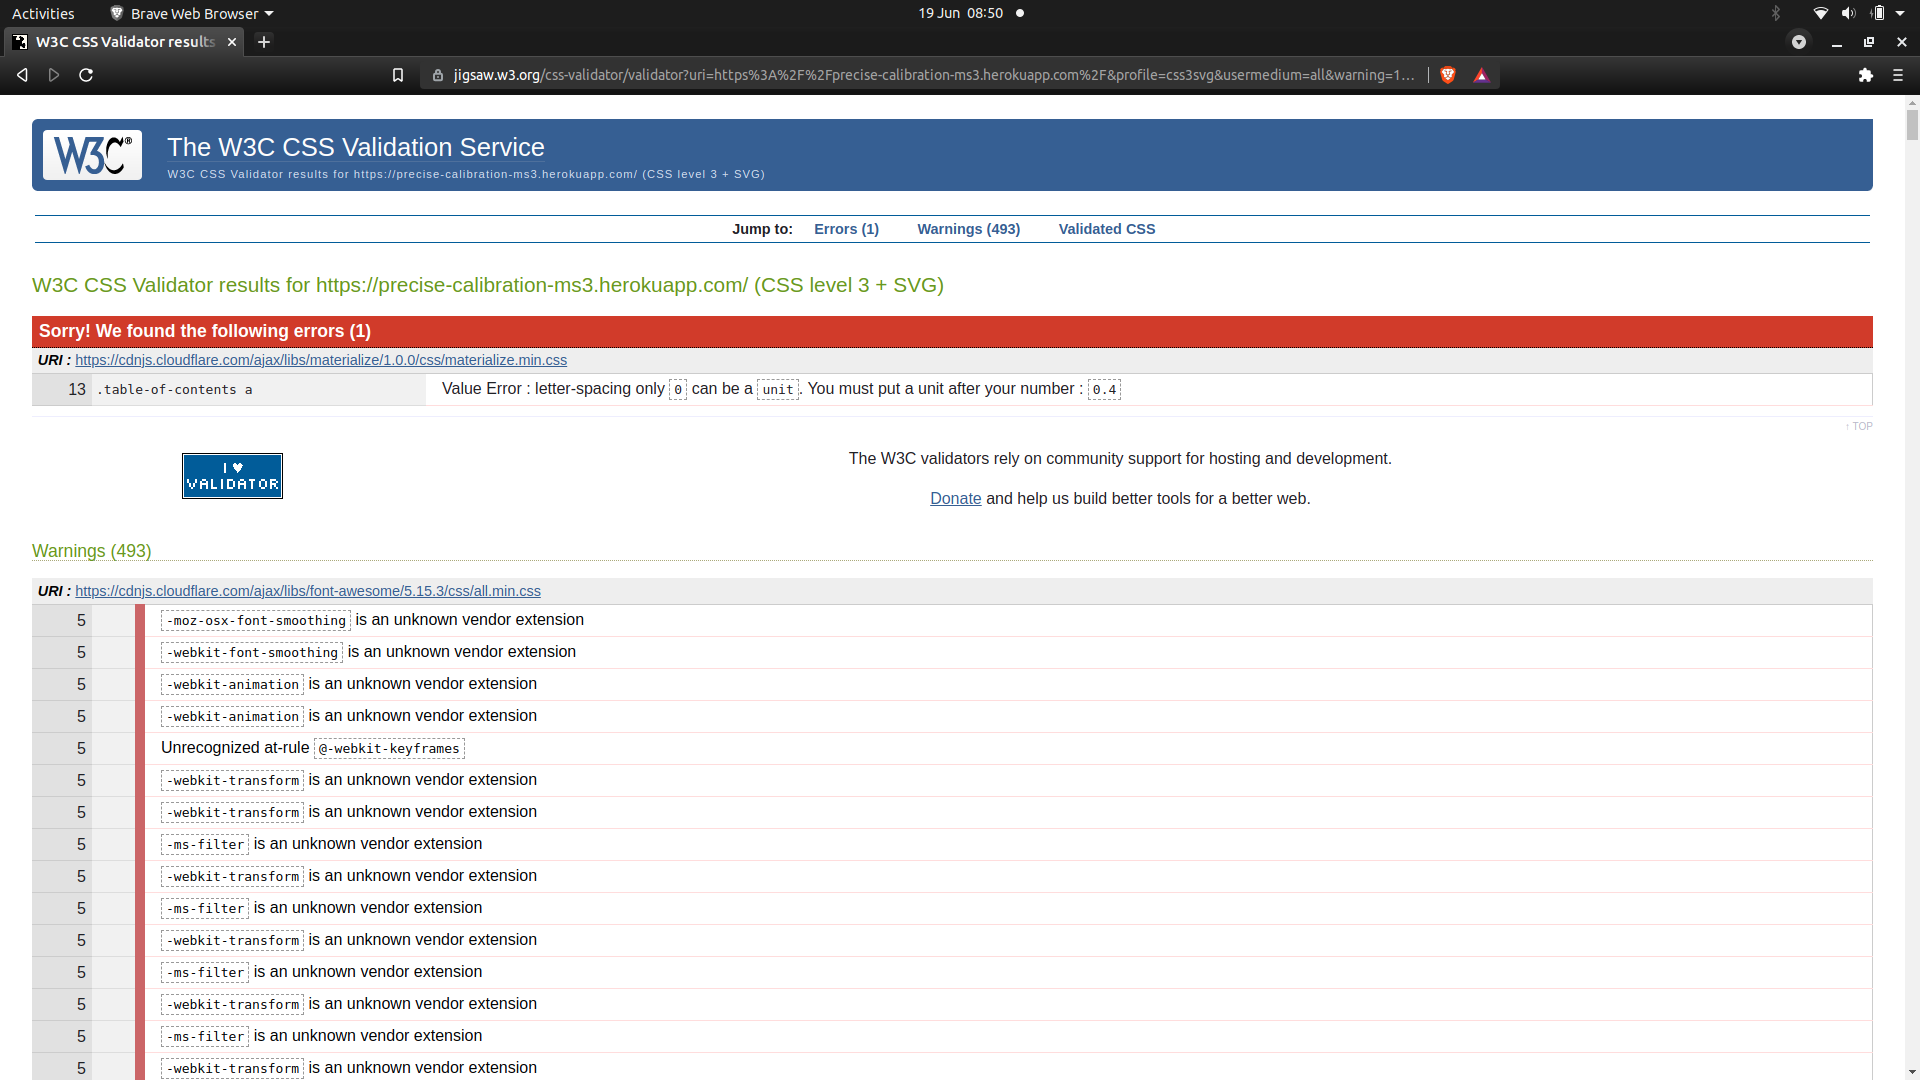 Activities Brave Web Browser 19 Jun 08:50
W3C CSS Validator results
jigsaw.w3.org/css-validator/validator?uri=https%3A%2F%2Fprecise-calibration-ms3.herokuapp.com%2F&profile=css3svg&usermedium=all&warning=1...
W3C® The W3C CSS Validation Service
W3C CSS Validator results for https://precise-calibration-ms3.herokuapp.com/ (CSS level 3 + SVG)
Jump to: Errors (1) Warnings (493) Validated CSS
W3C CSS Validator results for https://precise-calibration-ms3.herokuapp.com/ (CSS level 3 + SVG)
Sorry! We found the following errors (1)
URI : https://cdnjs.cloudflare.com/ajax/libs/materialize/1.0.0/css/materialize.min.css
13 .table-of-contents a Value Error : letter-spacing only 0 can be a unit. You must put a unit after your number : 0.4
↑ TOP
I ♥
VALIDATOR
The W3C validators rely on community support for hosting and development.
Donate and help us build better tools for a better web.
Warnings (493)
URI : https://cdnjs.cloudflare.com/ajax/libs/font-awesome/5.15.3/css/all.min.css
5 -moz-osx-font-smoothing is an unknown vendor extension
5 -webkit-font-smoothing is an unknown vendor extension
5 -webkit-animation is an unknown vendor extension
5 -webkit-animation is an unknown vendor extension
5 Unrecognized at-rule @-webkit-keyframes
5 -webkit-transform is an unknown vendor extension
5 -webkit-transform is an unknown vendor extension
5 -ms-filter is an unknown vendor extension
5 -webkit-transform is an unknown vendor extension
5 -ms-filter is an unknown vendor extension
5 -webkit-transform is an unknown vendor extension
5 -ms-filter is an unknown vendor extension
5 -webkit-transform is an unknown vendor extension
5 -ms-filter is an unknown vendor extension
5 -webkit-transform is an unknown vendor extension